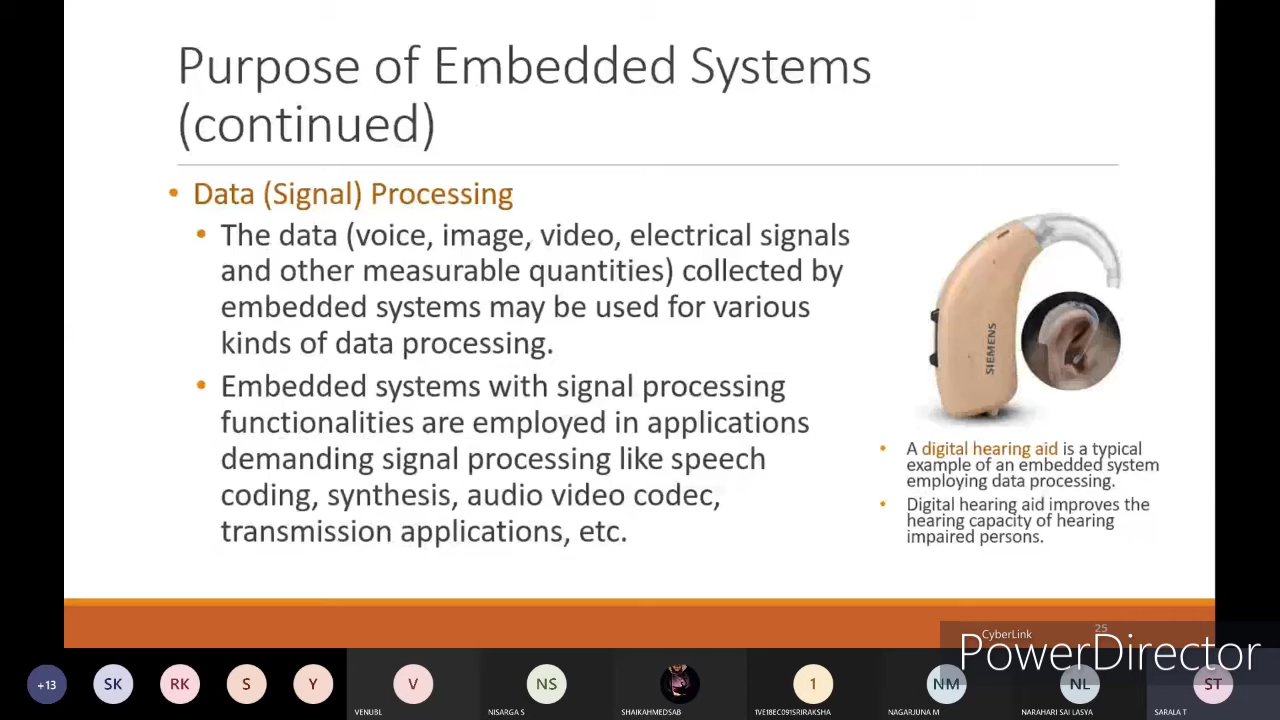 Purpose of Embedded Systems
(continued)
• Data (Signal) Processing
• The data (voice, image, video, electrical signals
and other measurable quantities) collected by
embedded systems may be used for various
kinds of data processing.
• Embedded systems with signal processing
functionalities are employed in applications
demanding signal processing like speech
coding, synthesis, audio video codec,
transmission applications, etc.
SIEMENS
• A digital hearing aid is a typical
example of an embedded system
employing data processing.
• Digital hearing aid improves the
hearing capacity of hearing
impaired persons.
25
CyberLink
PowerDirector
+13
SK
RK
S
Y
V
NS
1
NM
NL
ST
VENUBL
NISARGA S
SHAIKAHMEDSAB
1VE18EC091SRIRAKSHA
NAGARJUNA M
NARAHARI SAI LASYA
SARALA T